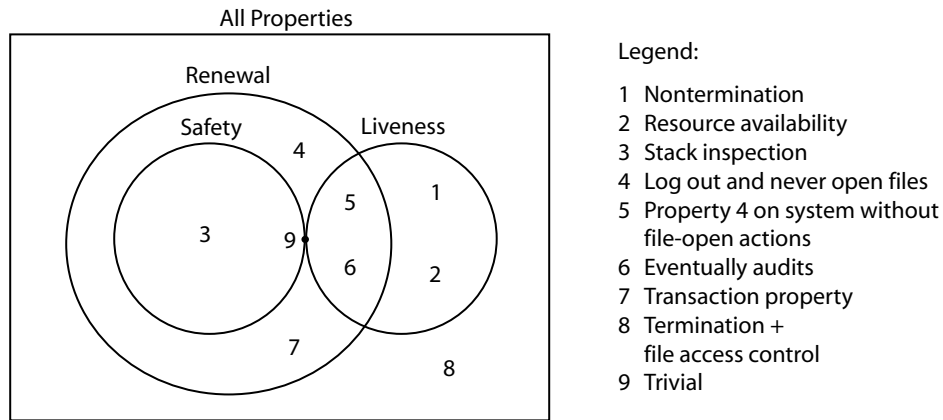 All Properties
Renewal
Safety
Liveness
4
5
1
3
9
6
2
7
8
Legend:
1 Nontermination
2 Resource availability
3 Stack inspection
4 Log out and never open files
5 Property 4 on system without
file-open actions
6 Eventually audits
7 Transaction property
8 Termination +
file access control
9 Trivial